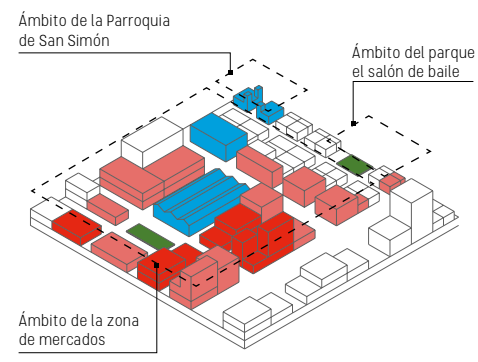 Ámbito de la Parroquia
de San Simón
Ámbito del parque
el salón de baile
Ámbito de la zona
de mercados